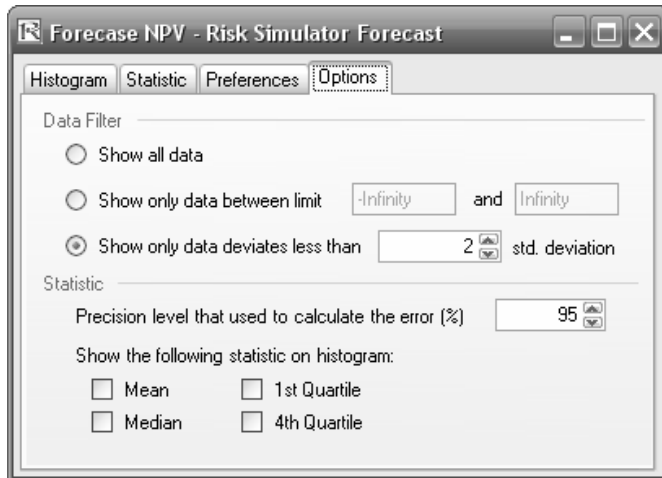 Forecase NPV - Risk Simulator Forecast
Histogram Statistic Preferences Options
Data Filter
Show all data
Show only data between limit -Infinity and Infinity
Show only data deviates less than 2 std. deviation
Statistic
Precision level that used to calculate the error (%) 95
Show the following statistic on histogram:
Mean 1st Quartile
Median 4th Quartile